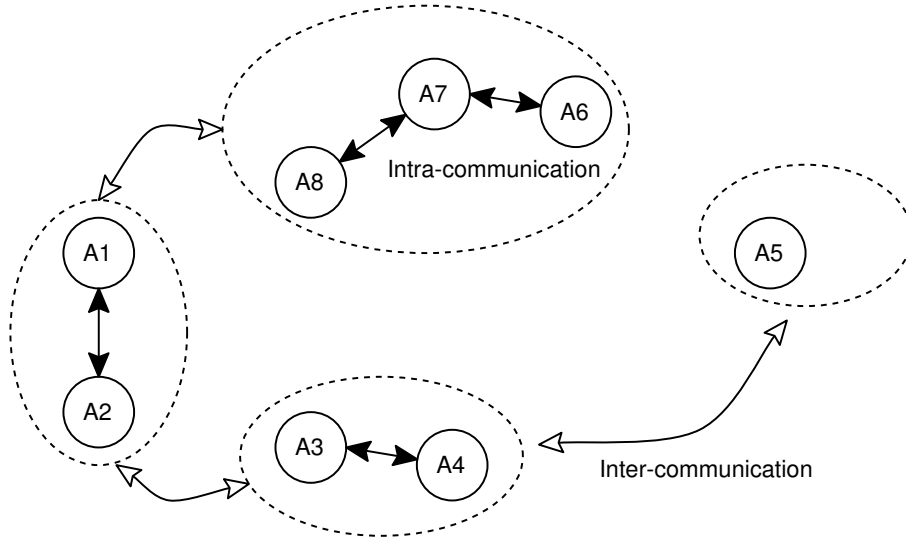 A7
A6
A8
Intra-communication
A1
A5
A2
A3
A4
Inter-communication